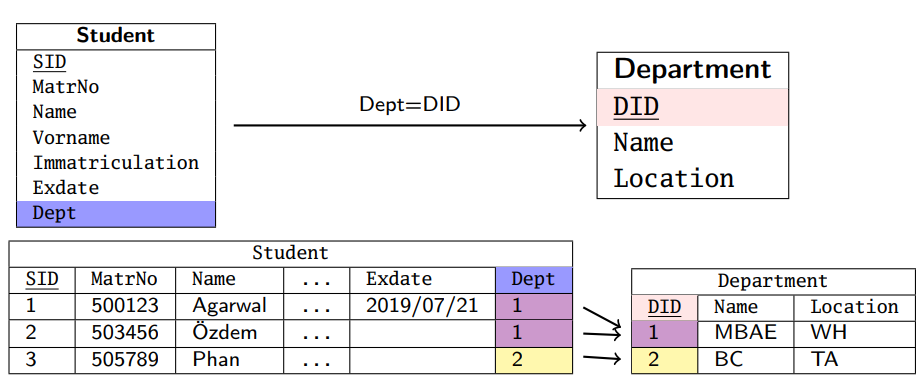 Student
SID
MatrNo
Name
Vorname
Immatriculation
Exdate
Dept
Dept=DID
Department
DID
Name
Location
Student
SID MatrNo Name ... Exdate Dept
1 500123 Agarwal ... 2019/07/21 1
2 503456 Özdem ... 1
3 505789 Phan ... 2
Department
DID Name Location
1 MBAE WH
2 BC TA